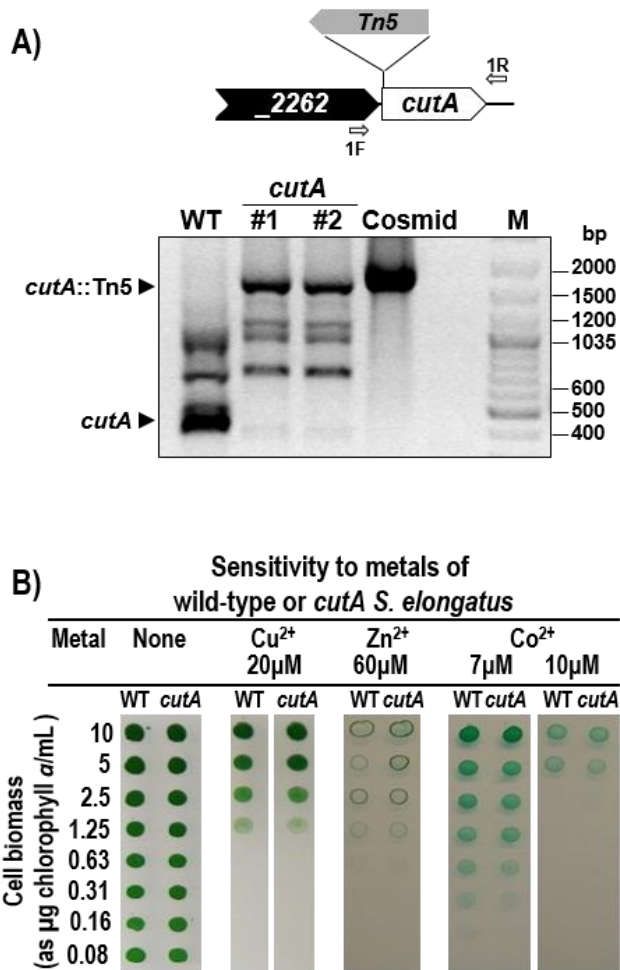 A)
Tn5
1R
_2262 cutA
1F
cutA
WT #1 #2 Cosmid M
bp
2000
cutA::Tn5 1500
1200
1035
600
500
cutA 400
B)
Sensitivity to metals of
wild-type or cutA S. elongatus
Metal None Cu²⁺ Zn²⁺ Co²⁺
20µM 60µM 7µM 10µM
WT cutA WT cutA WT cutA WT cutA WT cutA
Cell biomass
(as µg chlorophyll a/mL )
10
5
2.5
1.25
0.63
0.31
0.16
0.08